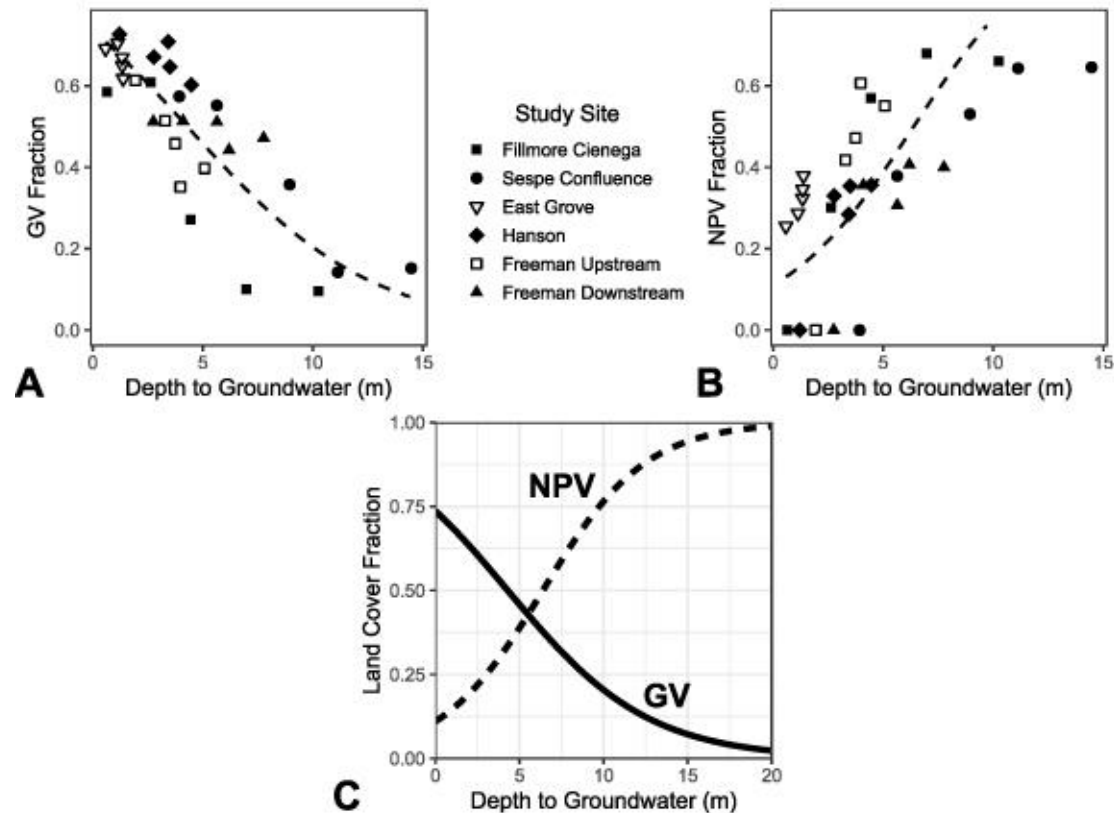 GV Fraction
0.6
0.4
0.2
0.0
0
5
10
15
Depth to Groundwater (m)
A
Study Site
Fillmore Cienega
Sespe Confluence
East Grove
Hanson
Freeman Upstream
Freeman Downstream
NPV Fraction
0.6
0.4
0.2
0.0
0
5
10
15
Depth to Groundwater (m)
B
Land Cover Fraction
1.00
0.75
0.50
0.25
0.00
NPV
GV
0
5
10
15
20
Depth to Groundwater (m)
C